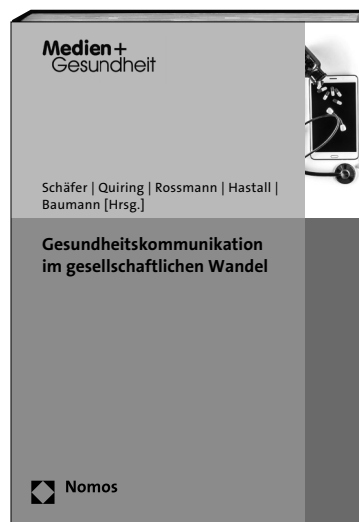 Medien+
Gesundheit
Schäfer | Quiring | Rossmann | Hastall |
Baumann [Hrsg.]
Gesundheitskommunikation
im gesellschaftlichen Wandel
Nomos